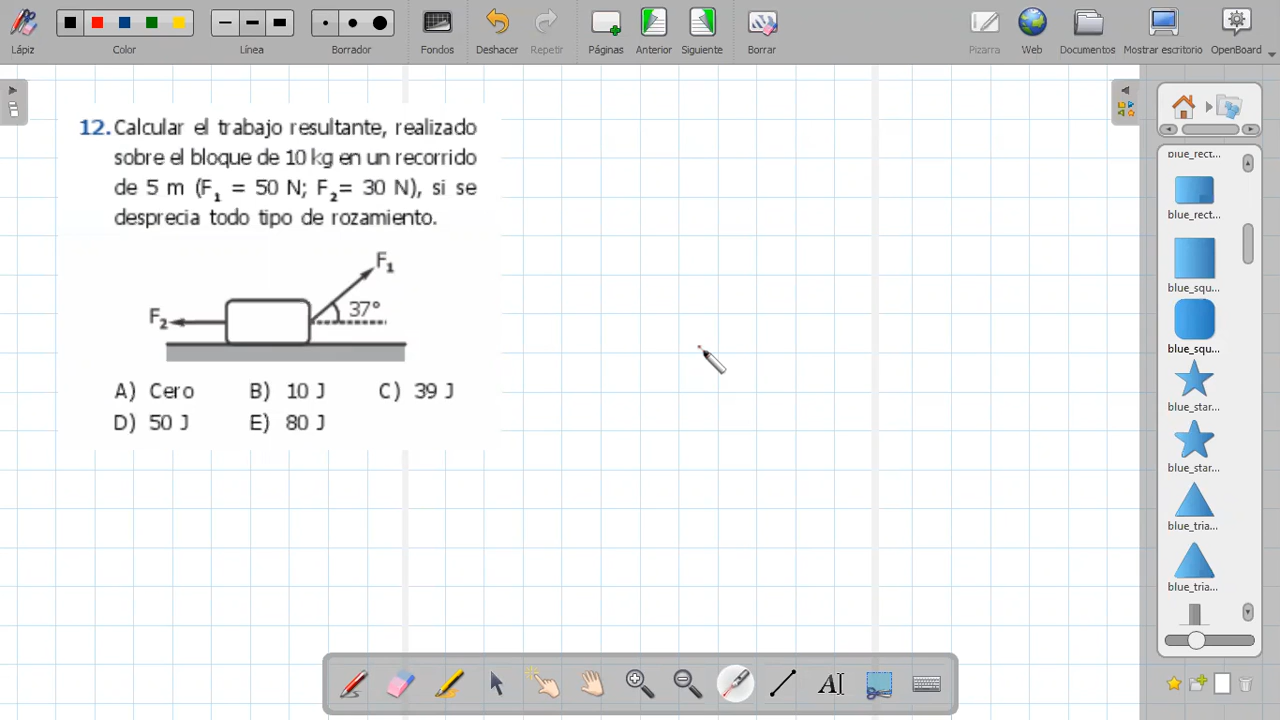 Lápiz
Color
Línea
Borrador
Fondos
Deshacer
Repetir
Páginas
Anterior
Siguiente
Borrar
Pizarra
Web
Documentos
Mostrar escritorio
OpenBoard
12. Calcular el trabajo resultante, realizado
sobre el bloque de 10 kg en un recorrido
de 5 m (F1 = 50 N; F2= 30 N), si se
desprecia todo tipo de rozamiento.
F1
37°
F2
A) Cero B) 10 J C) 39 J
D) 50 J E) 80 J
blue_rect...
blue_rect...
blue_squ...
blue_squ...
blue_star...
blue_star...
blue_tria...
blue_tria...
AI